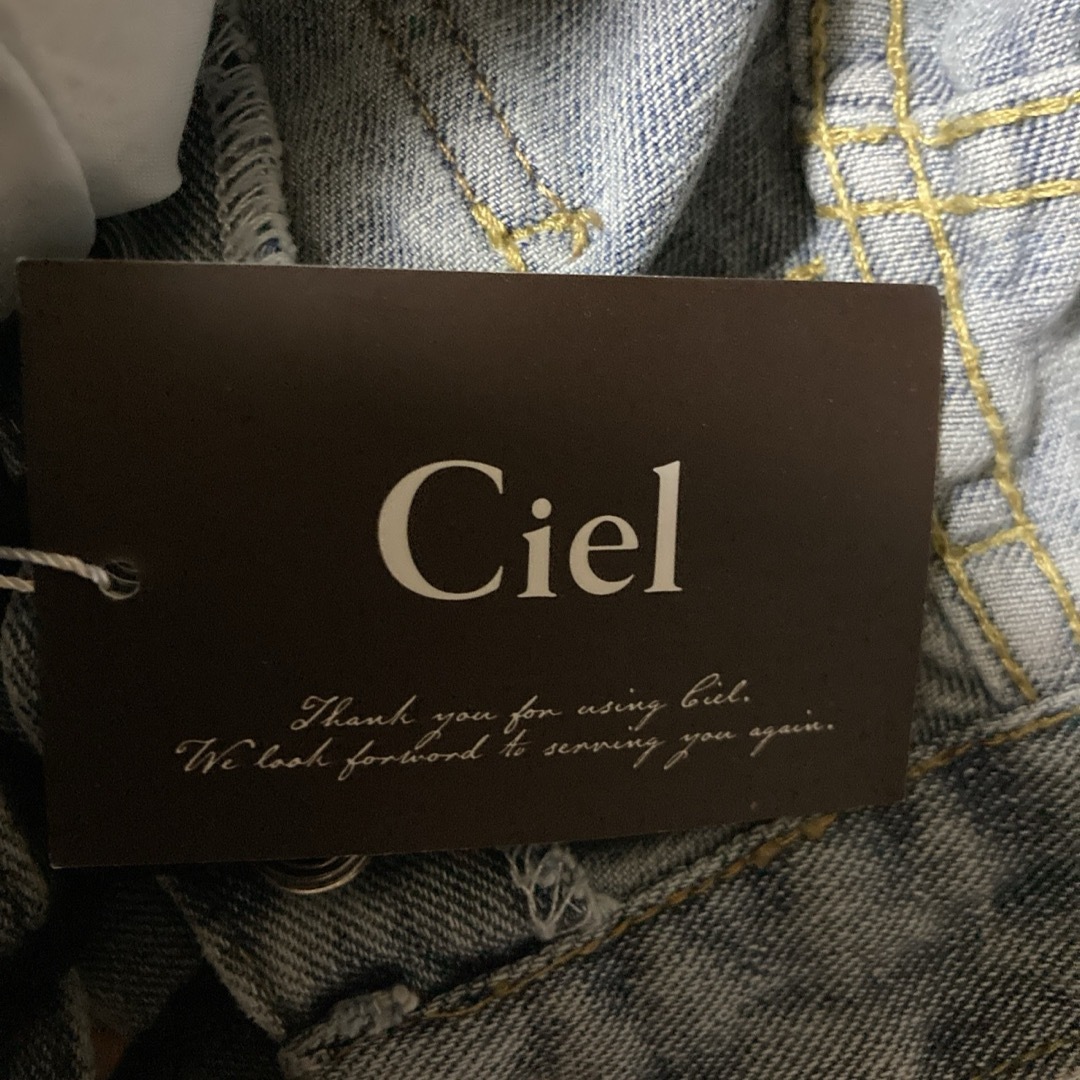 Ciel
Thank you for using Ciel.
We look forward to serving you again.